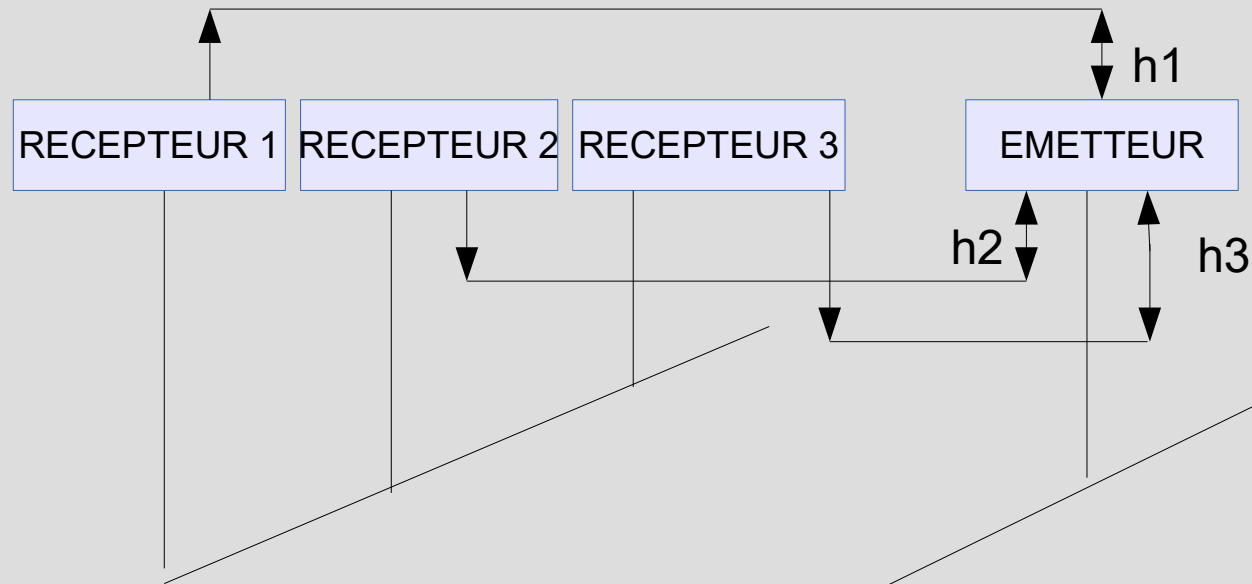 h1
RECEPTEUR 1
RECEPTEUR 2
RECEPTEUR 3
EMETTEUR
h2
h3